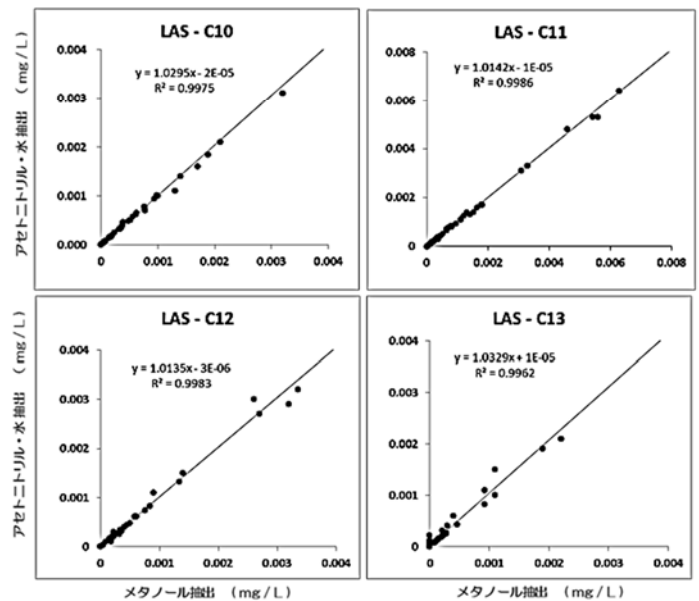 LAS - C10
y = 1.0295x - 2E-05
R² = 0.9975
アセトニトリル・水抽出 （mg/L）
0.004
0.003
0.002
0.001
0.000
0.000 0.001 0.002 0.003 0.004
LAS - C11
y = 1.0142x - 1E-05
R² = 0.9986
0.008
0.006
0.004
0.002
0
0.000 0.002 0.004 0.006 0.008
LAS - C12
y = 1.0135x - 3E-06
R² = 0.9983
アセトニトリル・水抽出 （mg/L）
0.004
0.003
0.002
0.001
0
0.000 0.001 0.002 0.003 0.004
メタノール抽出 （mg/L）
LAS - C13
y = 1.0329x + 1E-05
R² = 0.9962
0.004
0.003
0.002
0.001
0
0.000 0.001 0.002 0.003 0.004
メタノール抽出 （mg/L）